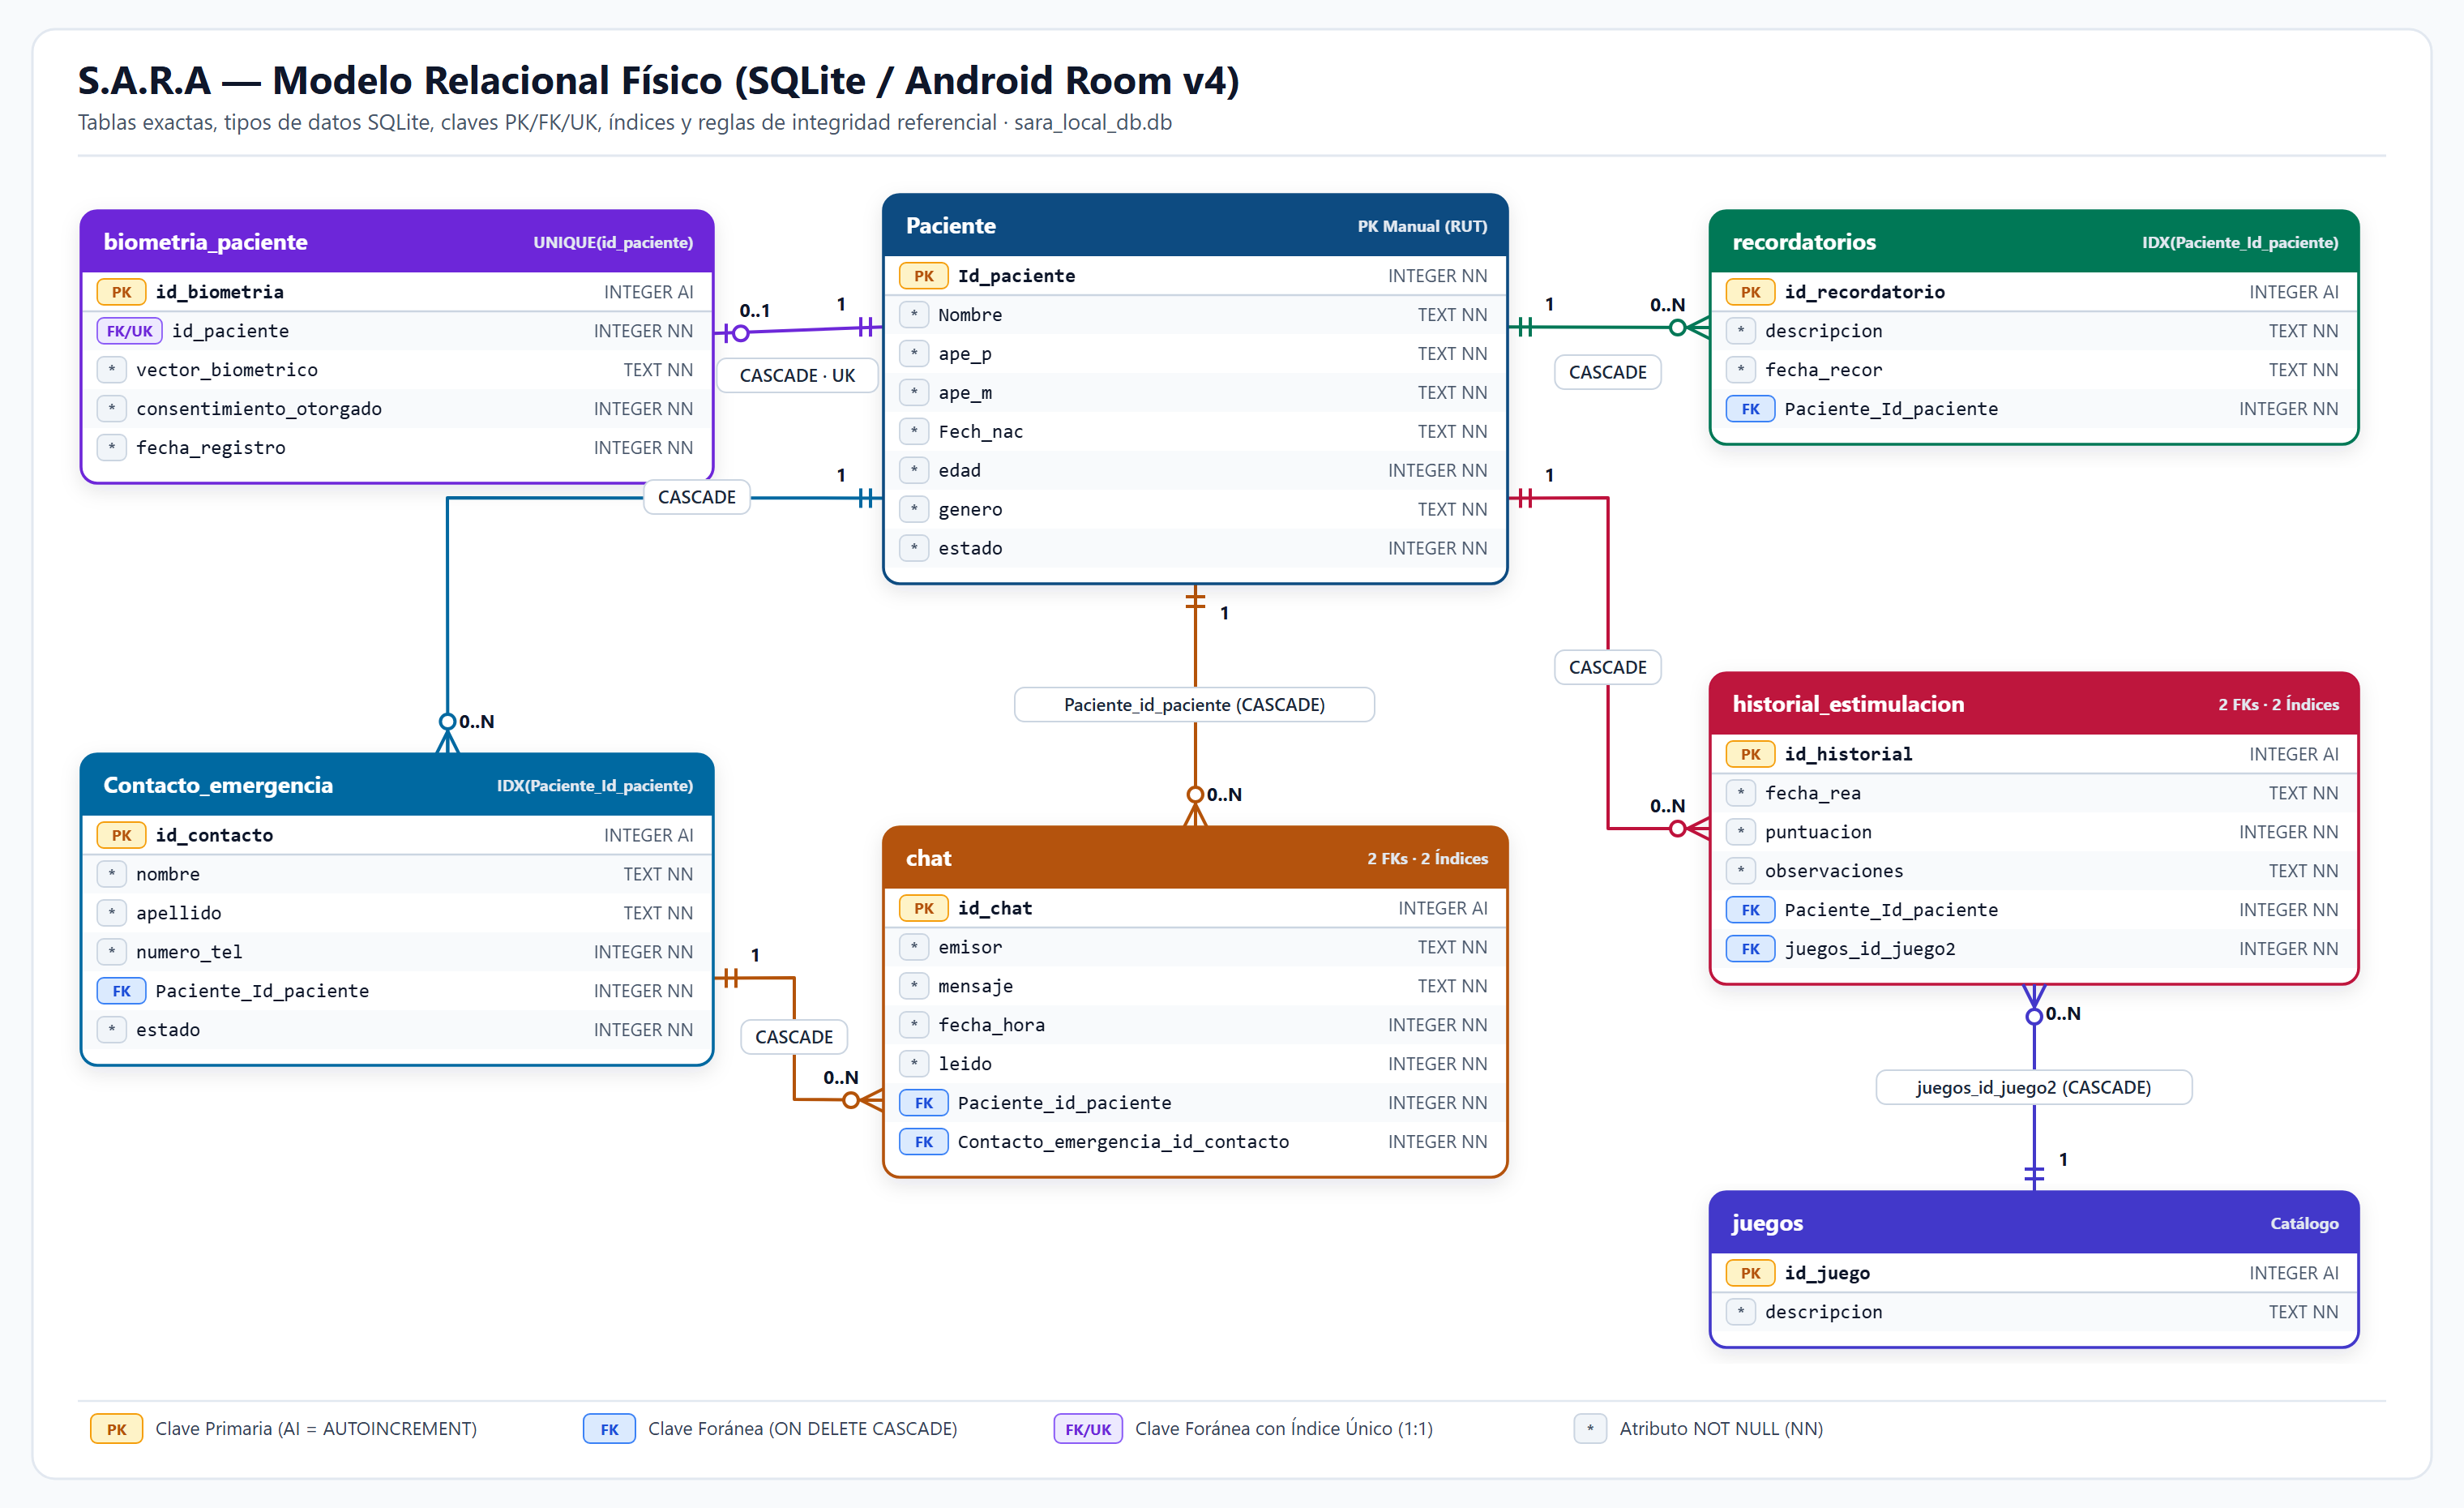 S.A.R.A — Modelo Relacional Físico (SQLite / Android Room v4)
Tablas exactas, tipos de datos SQLite, claves PK/FK/UK, índices y reglas de integridad referencial · sara_local_db.db
biometria_paciente UNIQUE(id_paciente)
PK id_biometria INTEGER AI
FK/UK id_paciente INTEGER NN
* vector_biometrico TEXT NN
* consentimiento_otorgado INTEGER NN
* fecha_registro INTEGER NN
0..1 1
CASCADE · UK
Paciente PK Manual (RUT)
PK Id_paciente INTEGER NN
* Nombre TEXT NN
* ape_p TEXT NN
* ape_m TEXT NN
* Fech_nac TEXT NN
* edad INTEGER NN
* genero TEXT NN
* estado INTEGER NN
1 0..N
CASCADE
recordatorios IDX(Paciente_Id_paciente)
PK id_recordatorio INTEGER AI
* descripcion TEXT NN
* fecha_recor TEXT NN
FK Paciente_Id_paciente INTEGER NN
1
CASCADE
0..N
1
Paciente_id_paciente (CASCADE)
0..N
1
CASCADE
0..N
Contacto_emergencia IDX(Paciente_Id_paciente)
PK id_contacto INTEGER AI
* nombre TEXT NN
* apellido TEXT NN
* numero_tel INTEGER NN
FK Paciente_Id_paciente INTEGER NN
* estado INTEGER NN
1
CASCADE
0..N
chat 2 FKs · 2 Índices
PK id_chat INTEGER AI
* emisor TEXT NN
* mensaje TEXT NN
* fecha_hora INTEGER NN
* leido INTEGER NN
FK Paciente_id_paciente INTEGER NN
FK Contacto_emergencia_id_contacto INTEGER NN
historial_estimulacion 2 FKs · 2 Índices
PK id_historial INTEGER AI
* fecha_rea TEXT NN
* puntuacion INTEGER NN
* observaciones TEXT NN
FK Paciente_Id_paciente INTEGER NN
FK juegos_id_juego2 INTEGER NN
0..N
juegos_id_juego2 (CASCADE)
1
juegos Catálogo
PK id_juego INTEGER AI
* descripcion TEXT NN
PK Clave Primaria (AI = AUTOINCREMENT) FK Clave Foránea (ON DELETE CASCADE) FK/UK Clave Foránea con Índice Único (1:1) * Atributo NOT NULL (NN)